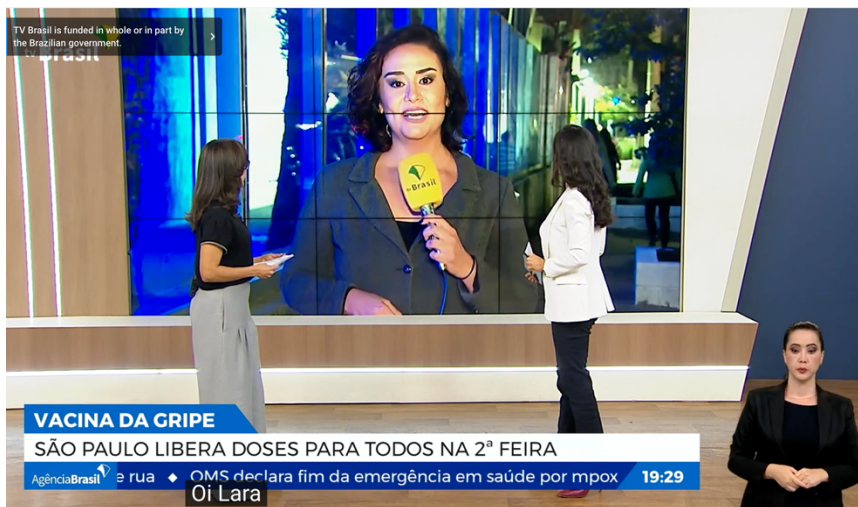 TV Brasil is funded in whole or in part by
the Brazilian government.
tv Brasil
tv Brasil
VACINA DA GRIPE
SÃO PAULO LIBERA DOSES PARA TODOS NA 2ª FEIRA
AgênciaBrasil e rua ◆ OMS declara fim da emergência em saúde por mpox 19:29
Oi Lara